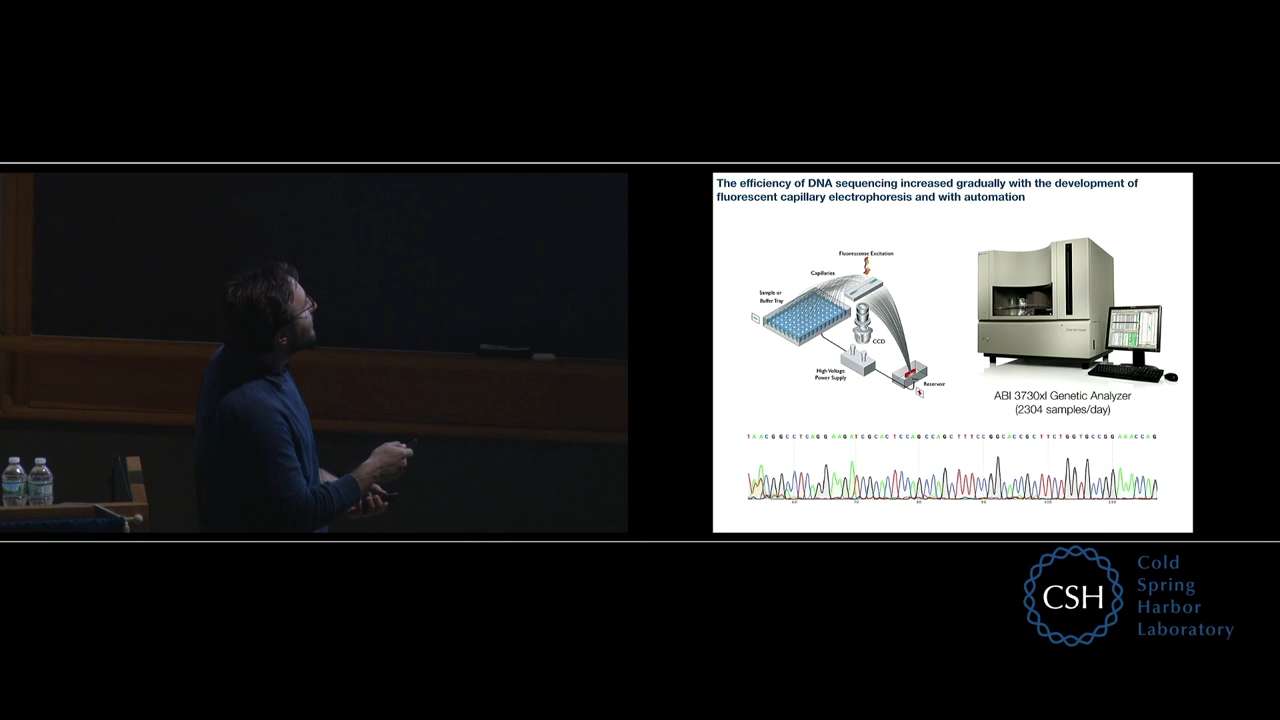 The efficiency of DNA sequencing increased gradually with the development of
fluorescent capillary electrophoresis and with automation
Fluorescense Excitation
Capillaries
Sample or
Buffer Tray
CCD
High Voltage
Power Supply
Reservoir
ABI 3730xl Genetic Analyzer
(2304 samples/day)
T A A C G G C C T C A G G A A G A T C G C A C T C C A G C C A G C T T T C C G G C A C C G C T T C T G G T G C C G G A A A C C A G
CSH
Cold
Spring
Harbor
Laboratory